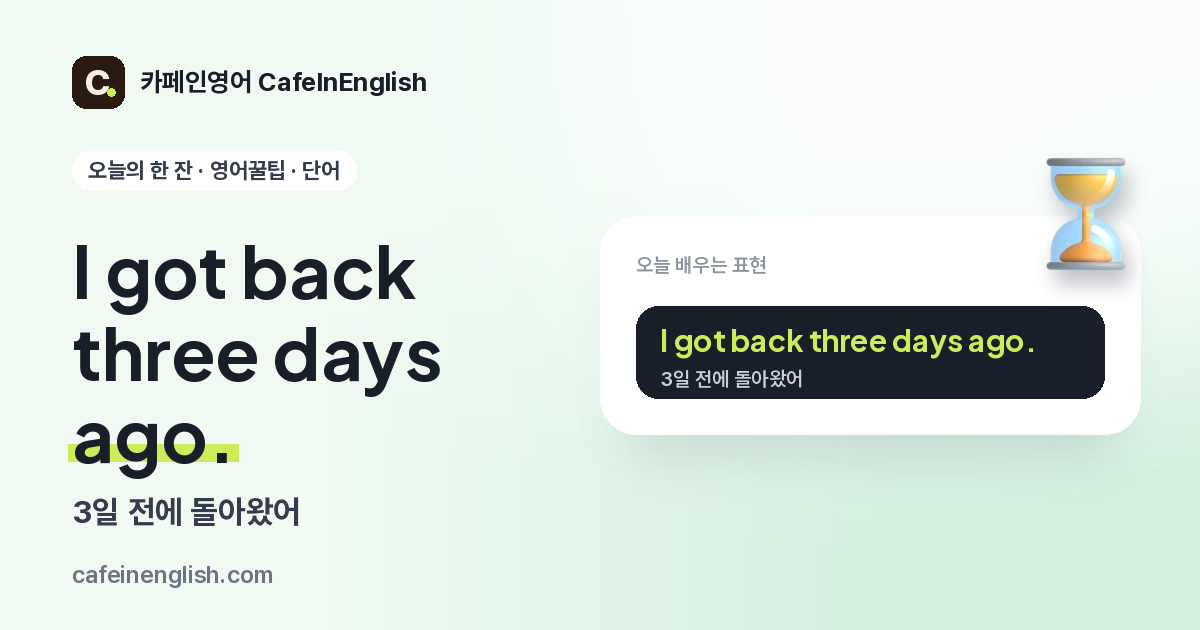 C
카페인영어 CafeInEnglish
오늘의 한 잔 · 영어꿀팁 · 단어
I got back
three days
ago.
3일 전에 돌아왔어
cafeinenglish.com
오늘 배우는 표현
I got back three days ago.
3일 전에 돌아왔어